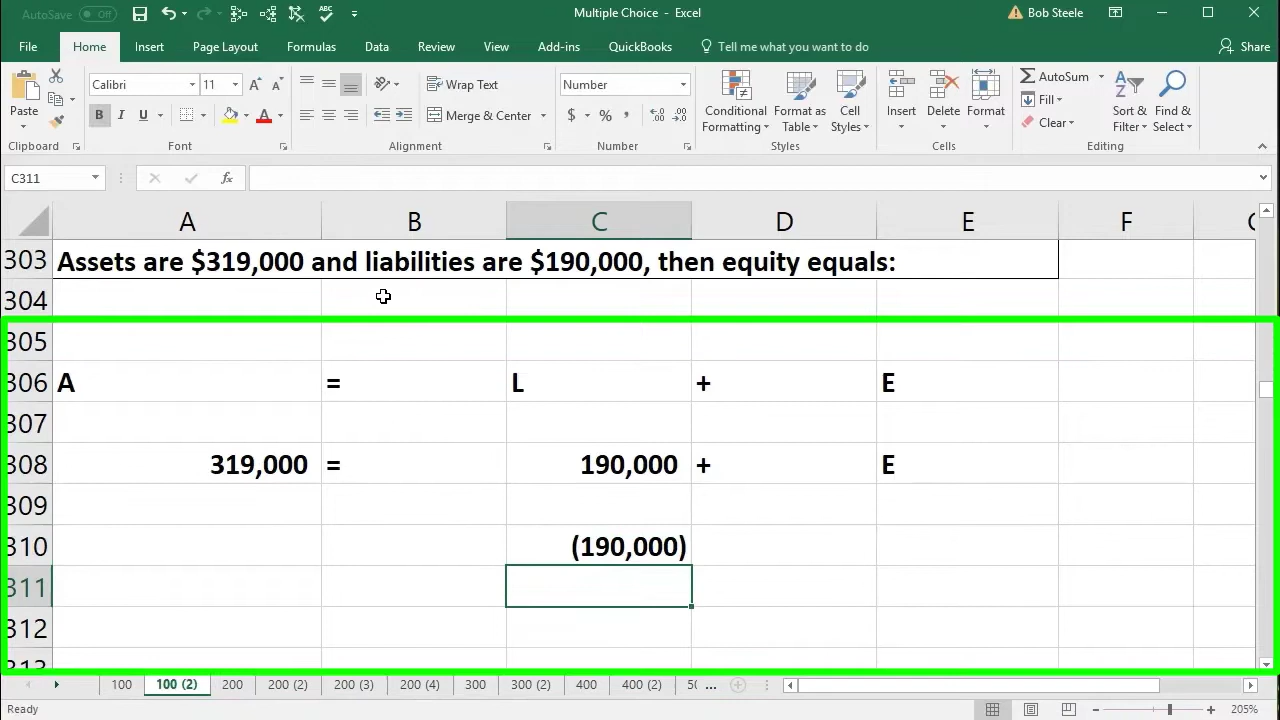 AutoSave Off Multiple Choice - Excel Bob Steele
File Home Insert Page Layout Formulas Data Review View Add-ins QuickBooks Tell me what you want to do Share
Paste Calibri 11 Wrap Text Number Conditional Formatting Format as Table Cell Styles Insert Delete Format AutoSum Sort & Filter Find & Select
B I U A Merge & Center $ % , Fill
Clear
Clipboard Font Alignment Number Styles Cells Editing
C311 fx
A B C D E F
303 Assets are $319,000 and liabilities are $190,000, then equity equals:
304
305
306 A = L + E
307
308 319,000 = 190,000 + E
309
310 (190,000)
311
312
313
100 100 (2) 200 200 (2) 200 (3) 200 (4) 300 300 (2) 400 400 (2) ...
Ready 205%